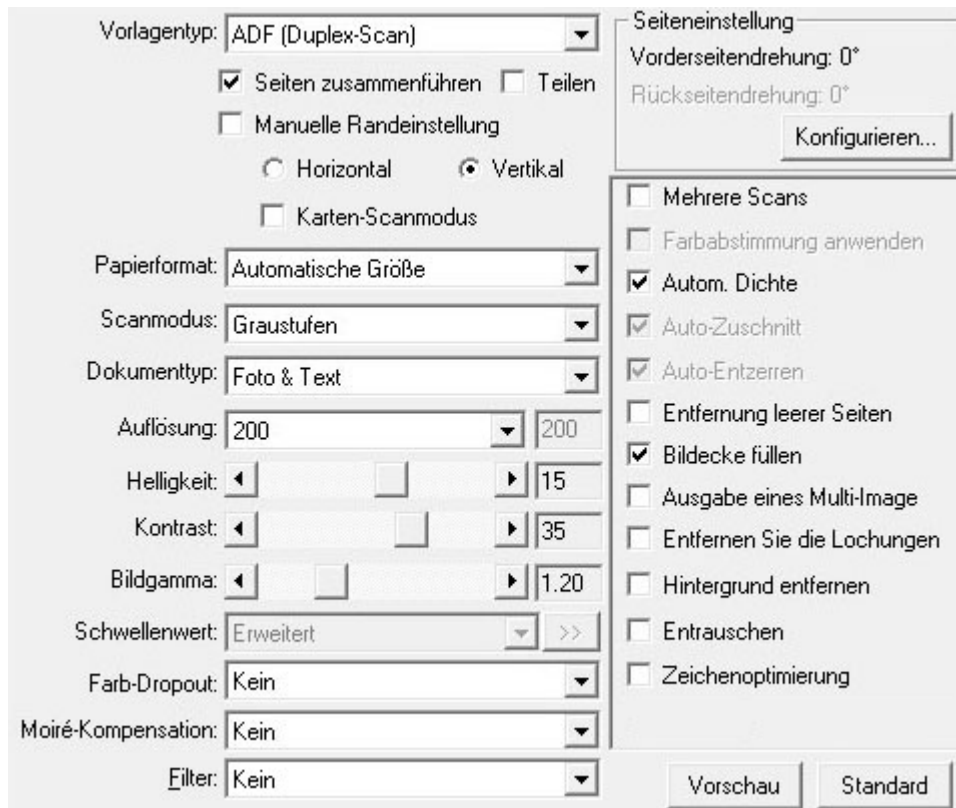 Vorlagentyp: ADF (Duplex-Scan)
Seiten zusammenführen Teilen
Manuelle Randeinstellung
Horizontal Vertikal
Karten-Scanmodus
Papierformat: Automatische Größe
Scanmodus: Graustufen
Dokumenttyp: Foto & Text
Auflösung: 200 200
Helligkeit: 15
Kontrast: 35
Bildgamma: 1.20
Schwellenwert: Erweitert >>
Farb-Dropout: Kein
Moiré-Kompensation: Kein
Filter: Kein
Seiteneinstellung
Vorderseitendrehung: 0°
Rückseitendrehung: 0°
Konfigurieren...
Mehrere Scans
Farbabstimmung anwenden
Autom. Dichte
Auto-Zuschnitt
Auto-Entzerren
Entfernung leerer Seiten
Bildecke füllen
Ausgabe eines Multi-Image
Entfernen Sie die Lochungen
Hintergrund entfernen
Entrauschen
Zeichenoptimierung
Vorschau Standard